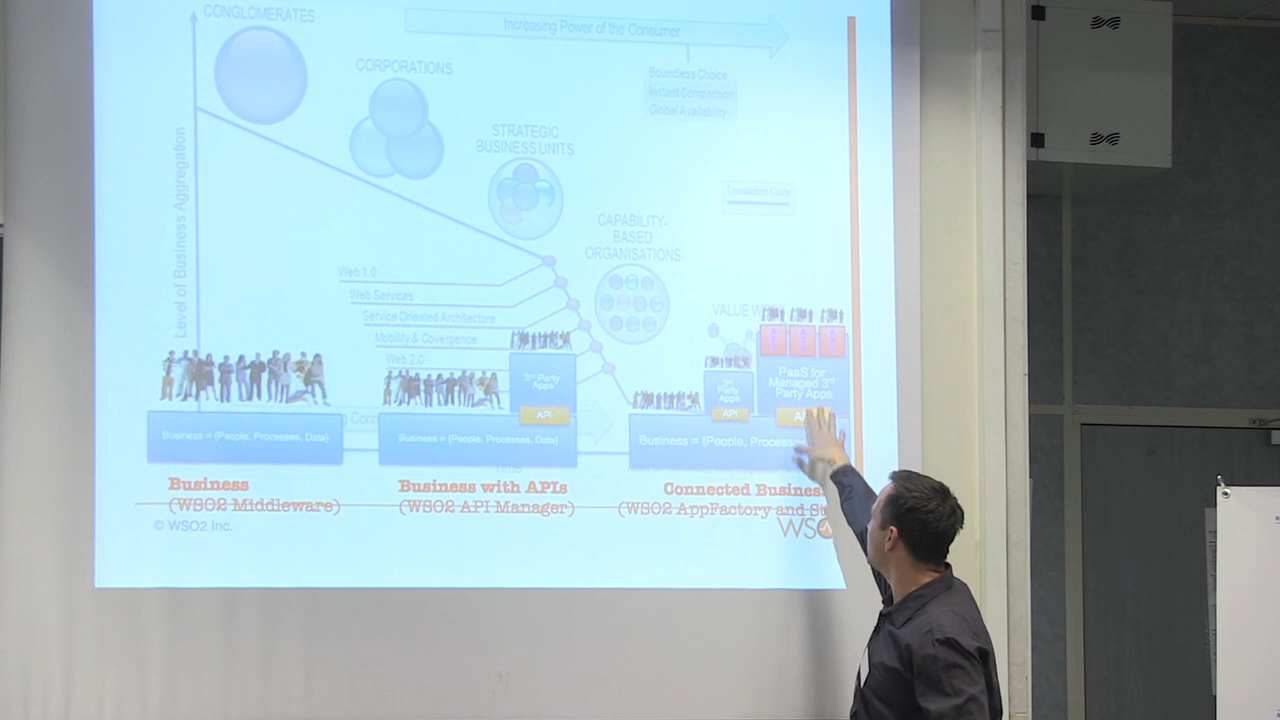 CONGLOMERATES
Increasing Power of the Consumer
CORPORATIONS
Boundless Choice
Instant Comparison
Global Availability
STRATEGIC
BUSINESS UNITS
Level of Business Aggregation
Transaction Costs
CAPABILITY-
BASED
ORGANISATIONS
Web 1.0
Web Services
Service Oriented Architecture
Mobility & Covergence
Web 2.0
VALUE
3rd Party
Apps
API
3rd
Party
Apps
API
PaaS for
Managed 3rd
Party Apps
Business = {People, Processes, Data}
Business = {People, Processes, Data}
Business = {People, Processes
Time
Business
(WSO2 Middleware)
Business with APIs
(WSO2 API Manager)
Connected Business
(WSO2 AppFactory and
© WSO2 Inc.
WSO